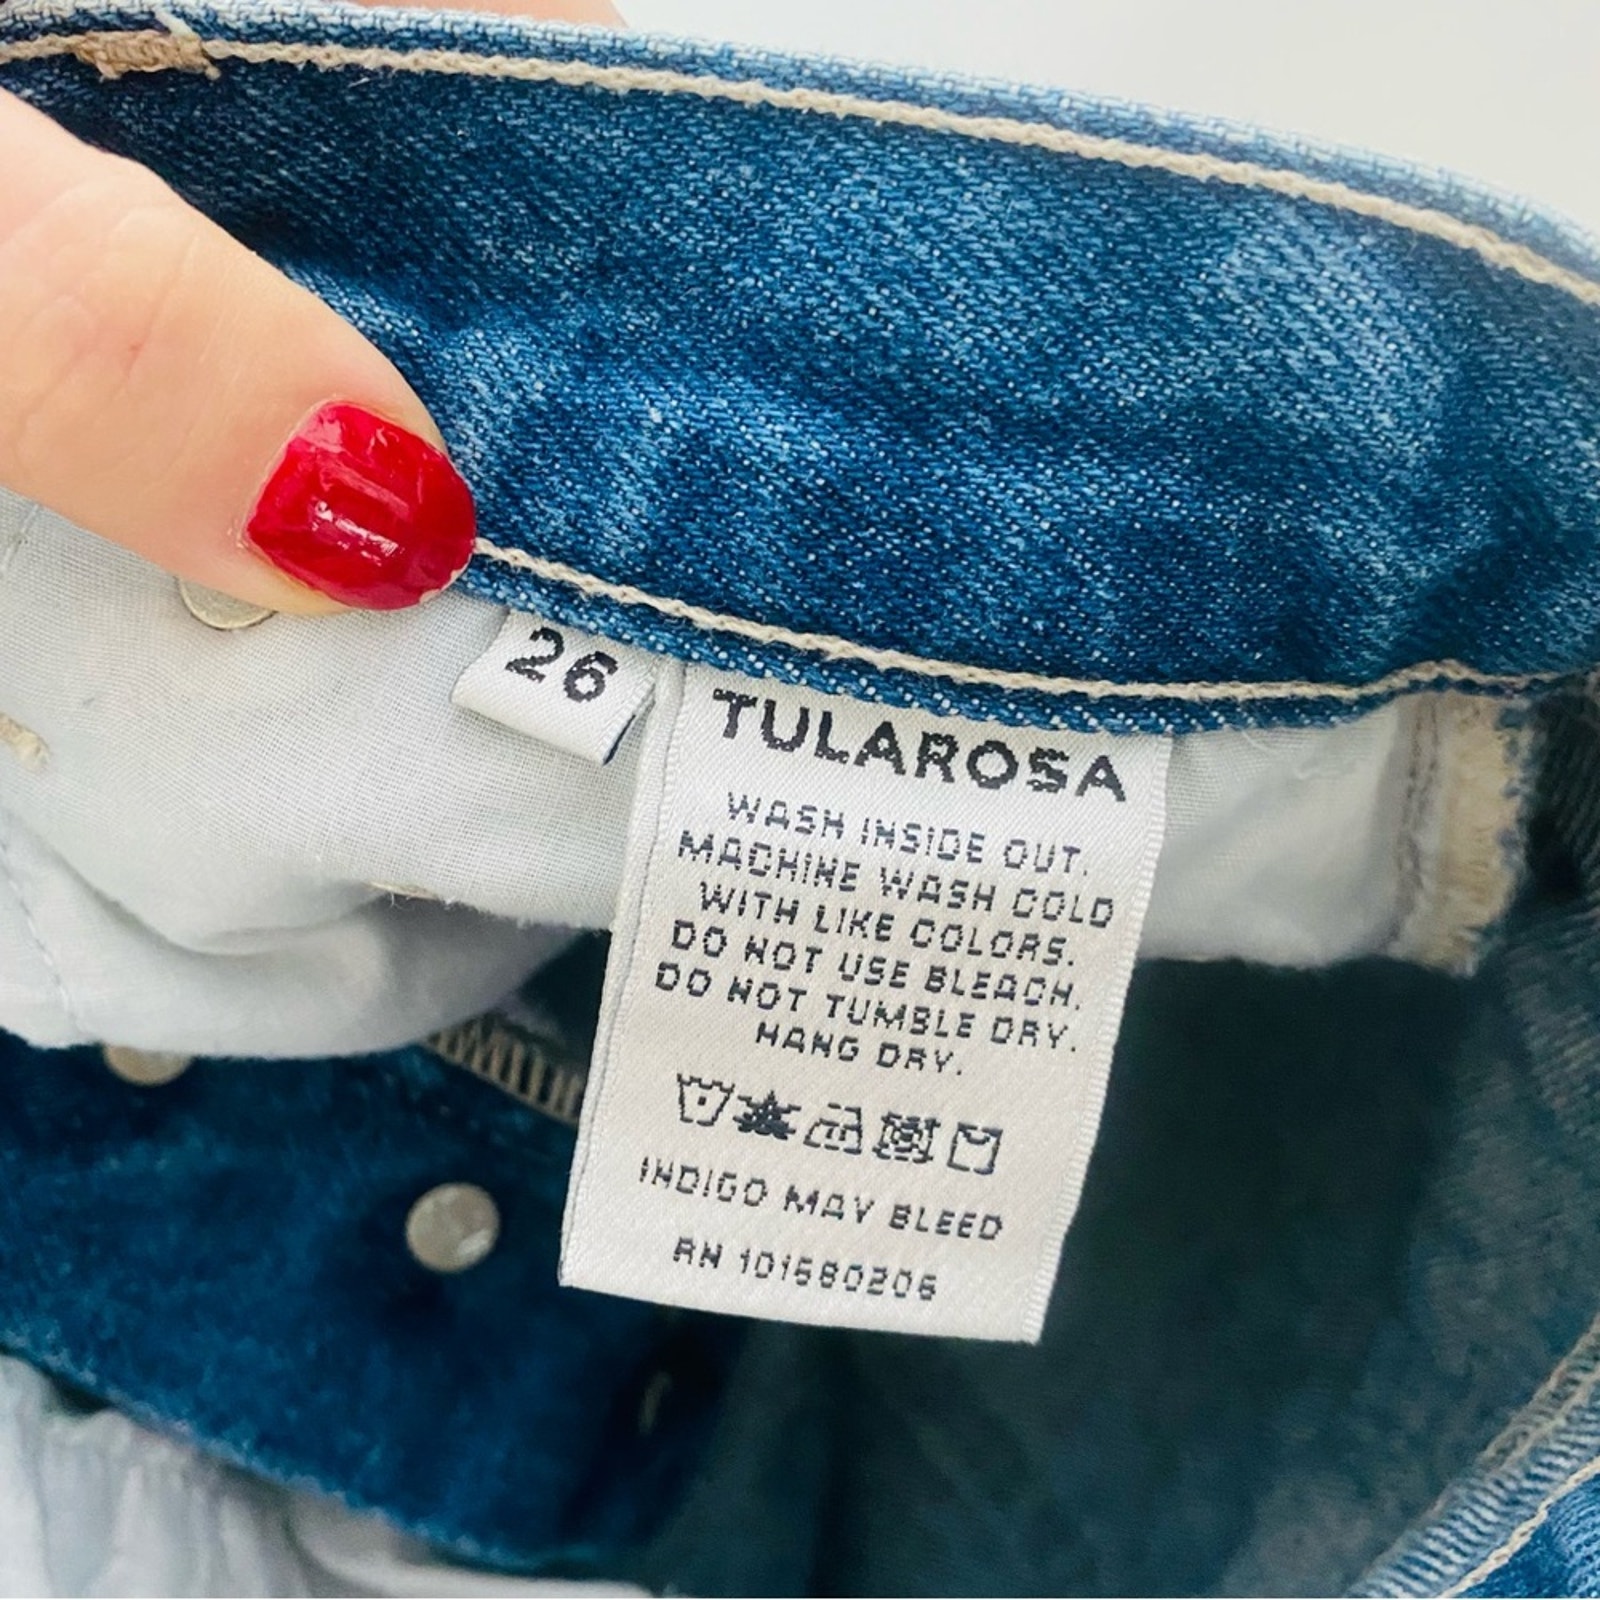 26
TULAROSA
WASH INSIDE OUT.
MACHINE WASH COLD
WITH LIKE COLORS.
DO NOT USE BLEACH.
DO NOT TUMBLE DRY.
HANG DRY.
INDIGO MAY BLEED
RN 101680206